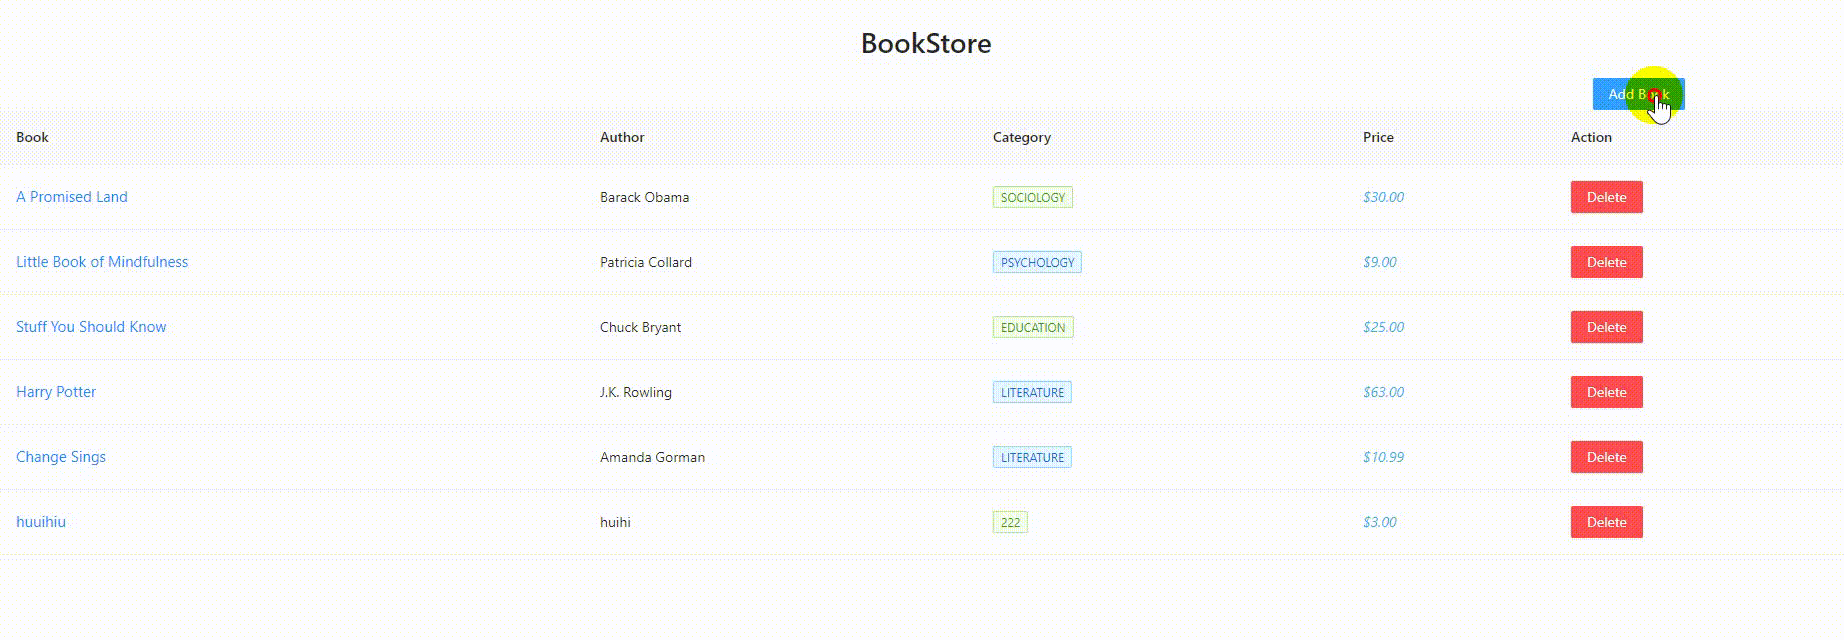 BookStore
Add Book
Book Author Category Price Action
A Promised Land Barack Obama SOCIOLOGY $30.00 Delete
Little Book of Mindfulness Patricia Collard PSYCHOLOGY $9.00 Delete
Stuff You Should Know Chuck Bryant EDUCATION $25.00 Delete
Harry Potter J.K. Rowling LITERATURE $63.00 Delete
Change Sings Amanda Gorman LITERATURE $10.99 Delete
huuihiu huihi 222 $3.00 Delete